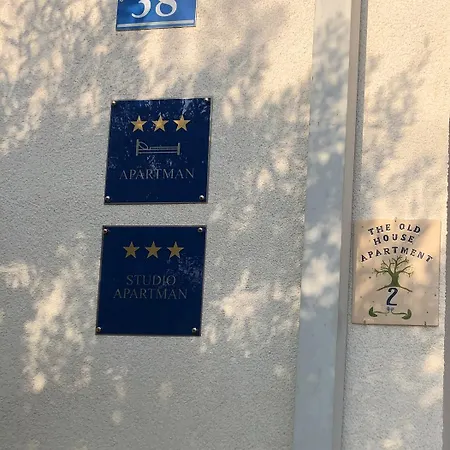 38
APARTMAN
STUDIO
APARTMAN
THE OLD
HOUSE
APARTMENT
2